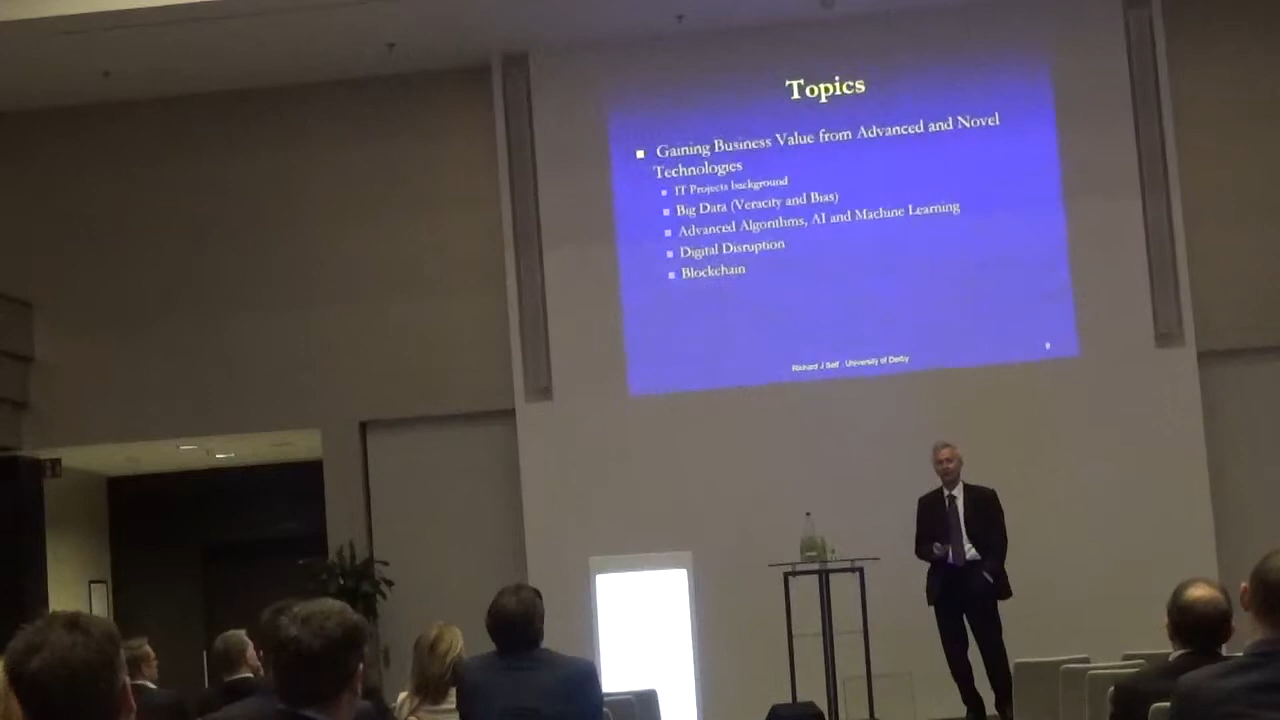 Topics
Gaining Business Value from Advanced and Novel
Technologies
IT Projects background
Big Data (Veracity and Bias)
Advanced Algorithms, AI and Machine Learning
Digital Disruption
Blockchain
Richard J Self University of Derby
9